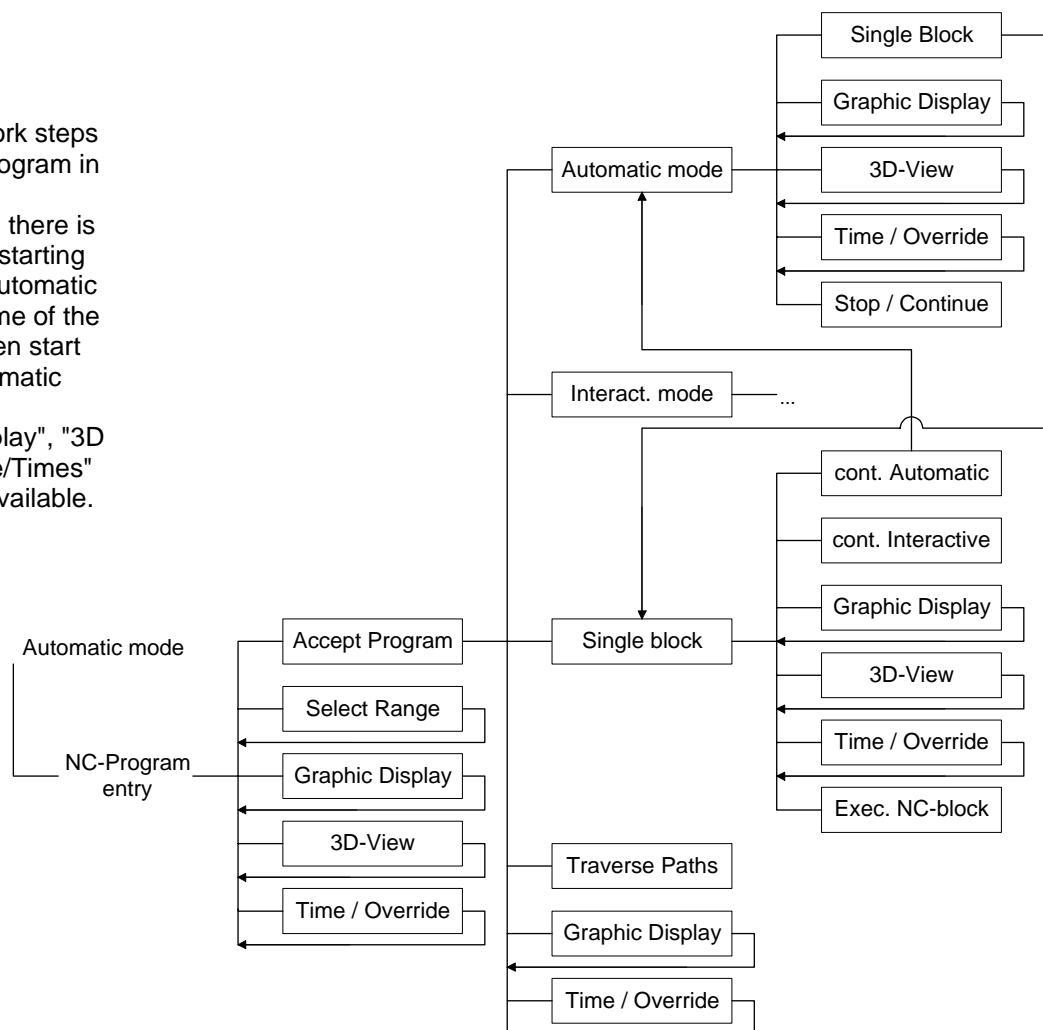 ork steps
ogram in
there is
starting
utomatic
me of the
en start
matic
lay", "3D
e/Times"
vailable.
Automatic mode
NC-Program
entry
Accept Program
Select Range
Graphic Display
3D-View
Time / Override
Automatic mode
Interact. mode
...
Single block
Traverse Paths
Graphic Display
Time / Override
Single Block
Graphic Display
3D-View
Time / Override
Stop / Continue
cont. Automatic
cont. Interactive
Graphic Display
3D-View
Time / Override
Exec. NC-block